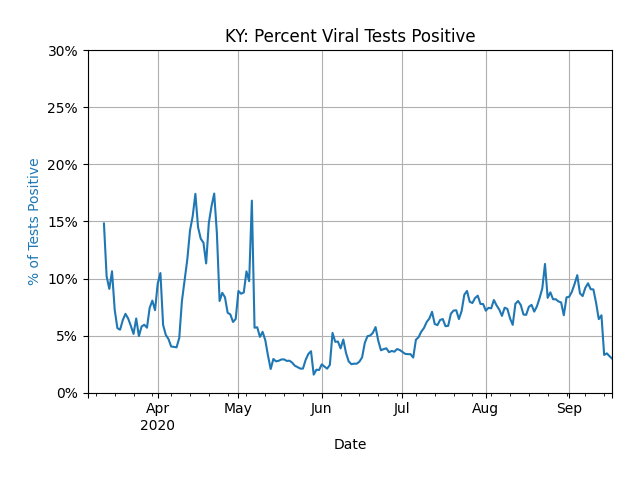 KY: Percent Viral Tests Positive
30%
25%
20%
15%
10%
5%
0%
% of Tests Positive
Apr
2020
May
Jun
Jul
Aug
Sep
Date